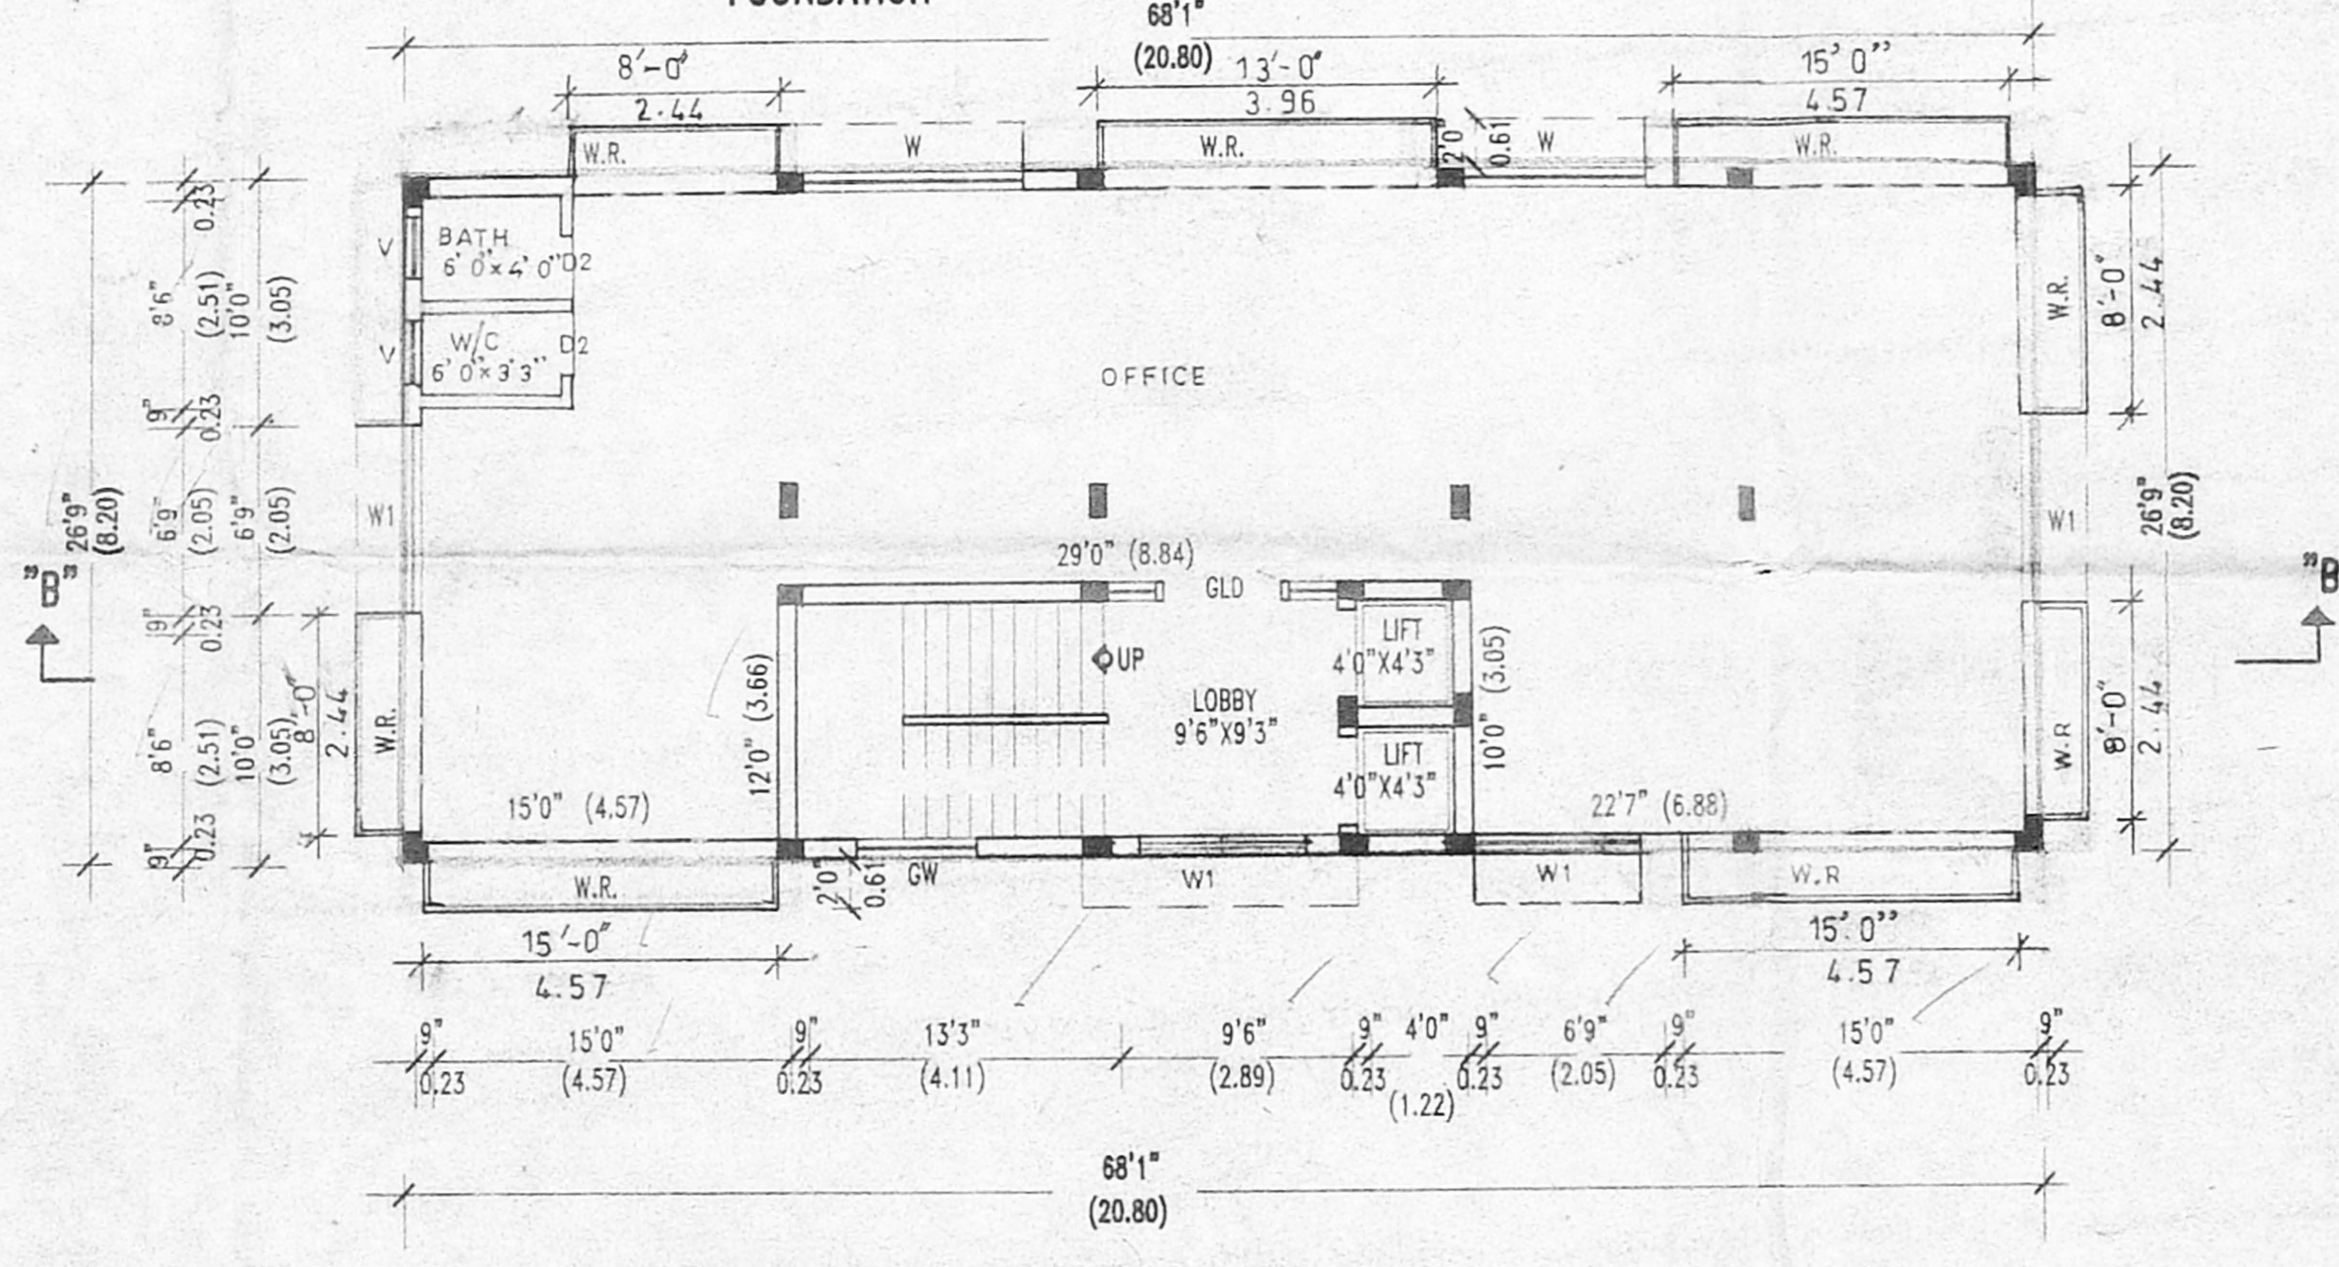 FOUNDATION
68'1"
(20.80)
8'-0"
2.44
13'-0"
3.96
15'0"
4.57
W.R.
W
W.R.
2'0
0.61
W
W.R.
0.23
8'6"
(2.51)
10'0"
(3.05)
9"
0.23
26'9"
(8.20)
6'9"
(2.05)
6'9"
(2.05)
9"
0.23
8'6"
(2.51)
10'0"
(3.05)
8'-0"
2.44
9"
0.23
"B"
V
BATH
6'0"x4'0"
D2
V
W/C
6'0"x3'3"
D2
W1
W.R.
OFFICE
29'0" (8.84)
GLD
UP
LOBBY
9'6"X9'3"
LIFT
4'0"X4'3"
LIFT
4'0"X4'3"
12'0" (3.66)
10'0" (3.05)
15'0" (4.57)
22'7" (6.88)
W.R.
8'-0"
2.44
W1
26'9"
(8.20)
"B
W.R
8'-0"
2.44
W.R.
2'0"
0.61
GW
W1
W1
W.R
15'-0"
4.57
15'0"
4.57
9" 15'0" 9" 13'3" 9'6" 9" 4'0" 9" 6'9" 9" 15'0" 9"
0.23 (4.57) 0.23 (4.11) (2.89) 0.23 (1.22) 0.23 (2.05) 0.23 (4.57) 0.23
68'1"
(20.80)